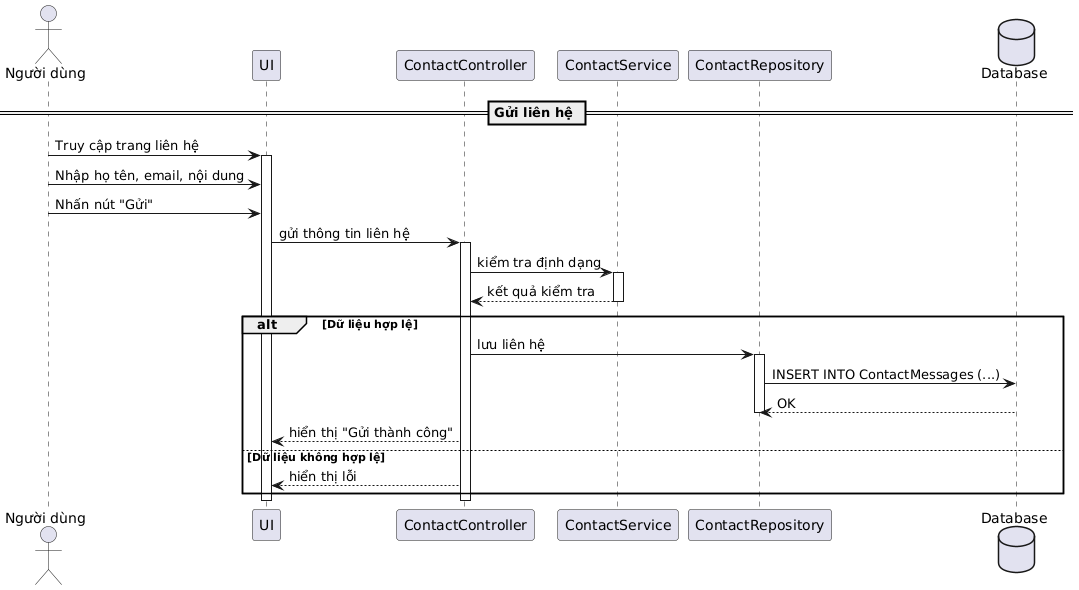 Người dùng
UI
ContactController
ContactService
ContactRepository
Database
Gửi liên hệ
Truy cập trang liên hệ
Nhập họ tên, email, nội dung
Nhấn nút "Gửi"
gửi thông tin liên hệ
kiểm tra định dạng
kết quả kiểm tra
alt [Dữ liệu hợp lệ]
lưu liên hệ
INSERT INTO ContactMessages (...)
OK
hiển thị "Gửi thành công"
[Dữ liệu không hợp lệ]
hiển thị lỗi
Người dùng
UI
ContactController
ContactService
ContactRepository
Database